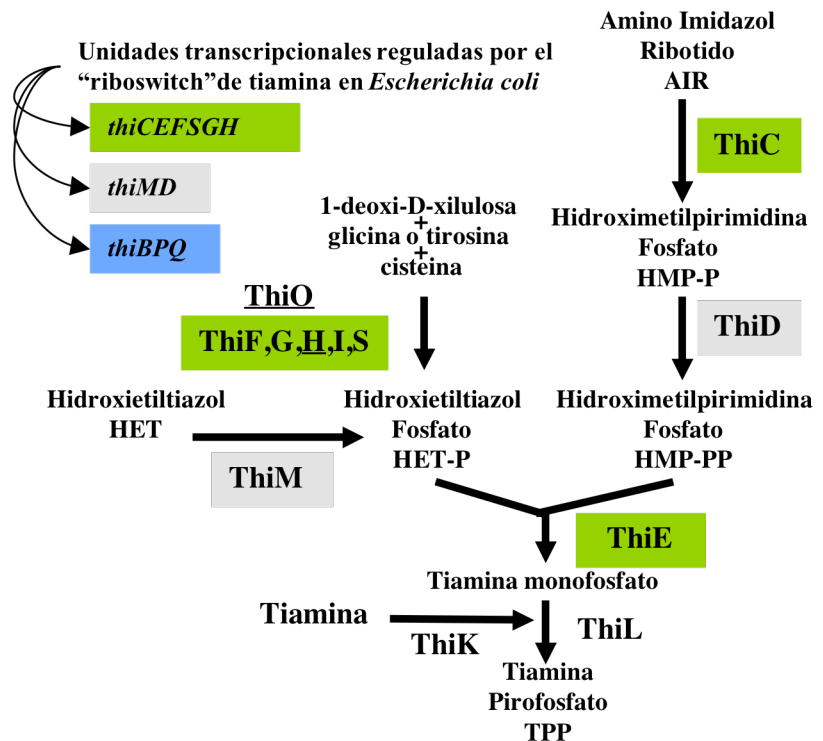 Unidades transcripcionales reguladas por el
“riboswitch”de tiamina en Escherichia coli
thiCEFSGH
thiMD
thiBPQ
Amino Imidazol
Ribotido
AIR
ThiC
1-deoxi-D-xilulosa
+
glicina o tirosina
+
cisteina
Hidroximetilpirimidina
Fosfato
HMP-P
ThiO
ThiF,G,H,I,S
ThiD
Hidroxietiltiazol
HET
ThiM
Hidroxietiltiazol
Fosfato
HET-P
Hidroximetilpirimidina
Fosfato
HMP-PP
ThiE
Tiamina monofosfato
Tiamina
ThiK
ThiL
Tiamina
Pirofosfato
TPP